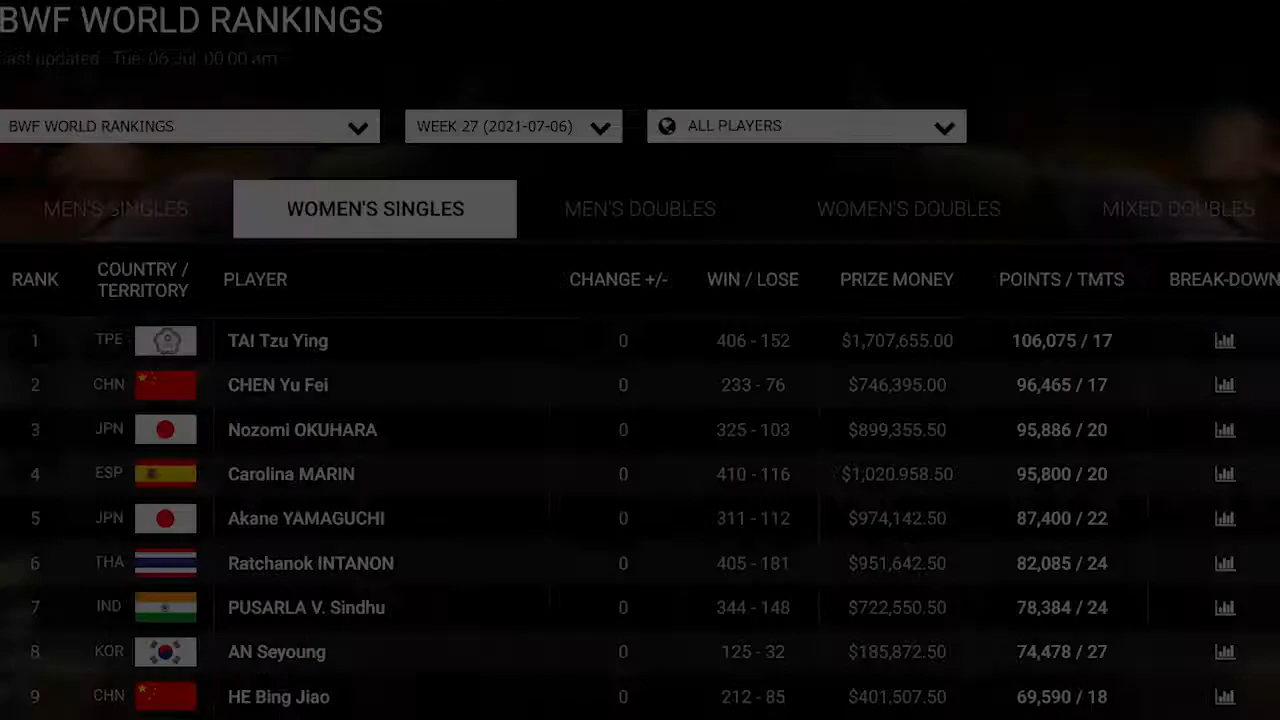 BWF WORLD RANKINGS
Last updated: Tue, 06 Jul, 00:00 am
BWF WORLD RANKINGS WEEK 27 (2021-07-06) ALL PLAYERS
MEN'S SINGLES WOMEN'S SINGLES MEN'S DOUBLES WOMEN'S DOUBLES MIXED DOUBLES
RANK COUNTRY / TERRITORY PLAYER CHANGE +/- WIN / LOSE PRIZE MONEY POINTS / TMTS BREAK-DOWN
1 TPE TAI Tzu Ying 0 406 - 152 $1,707,655.00 106,075 / 17
2 CHN CHEN Yu Fei 0 233 - 76 $746,395.00 96,465 / 17
3 JPN Nozomi OKUHARA 0 325 - 103 $899,355.50 95,886 / 20
4 ESP Carolina MARIN 0 410 - 116 $1,020,958.50 95,800 / 20
5 JPN Akane YAMAGUCHI 0 311 - 112 $974,142.50 87,400 / 22
6 THA Ratchanok INTANON 0 405 - 181 $951,642.50 82,085 / 24
7 IND PUSARLA V. Sindhu 0 344 - 148 $722,550.50 78,384 / 24
8 KOR AN Seyoung 0 125 - 32 $185,872.50 74,478 / 27
9 CHN HE Bing Jiao 0 212 - 85 $401,507.50 69,590 / 18